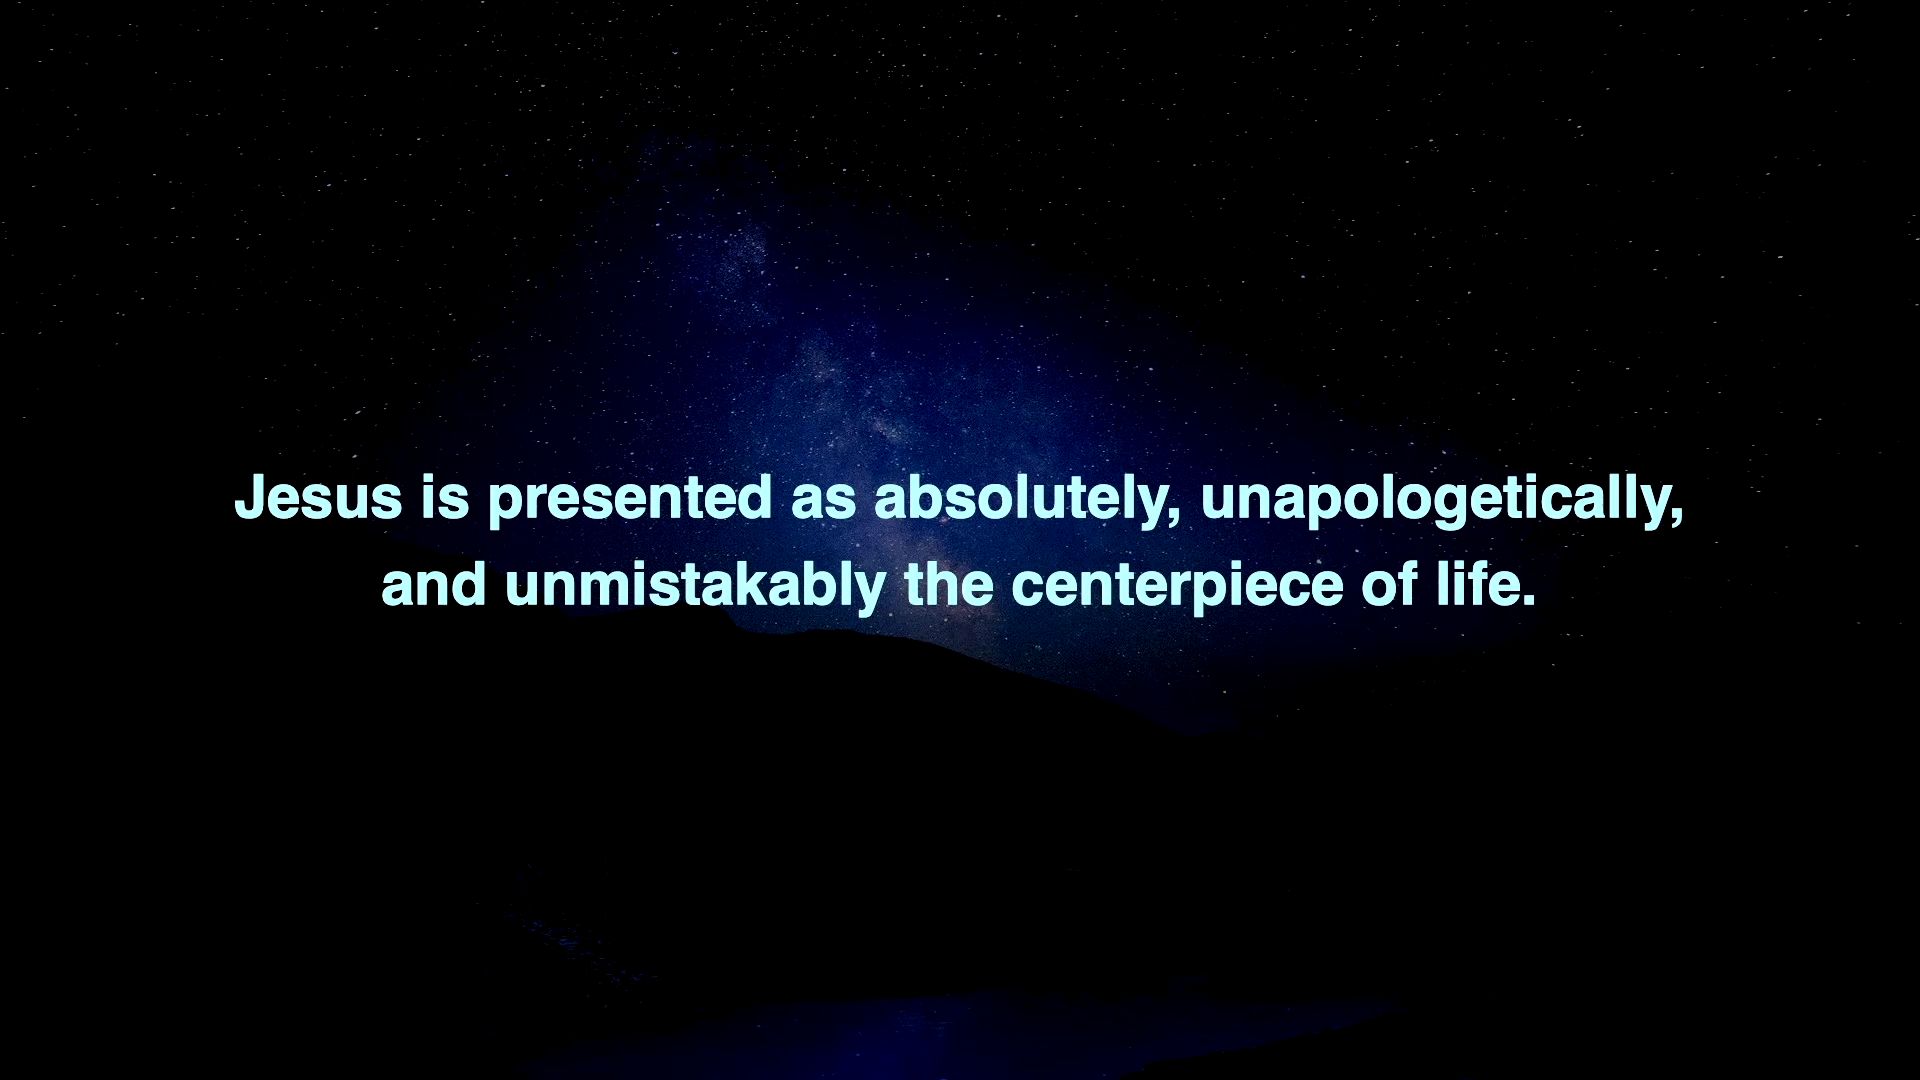 Jesus is presented as absolutely, unapologetically,
and unmistakably the centerpiece of life.